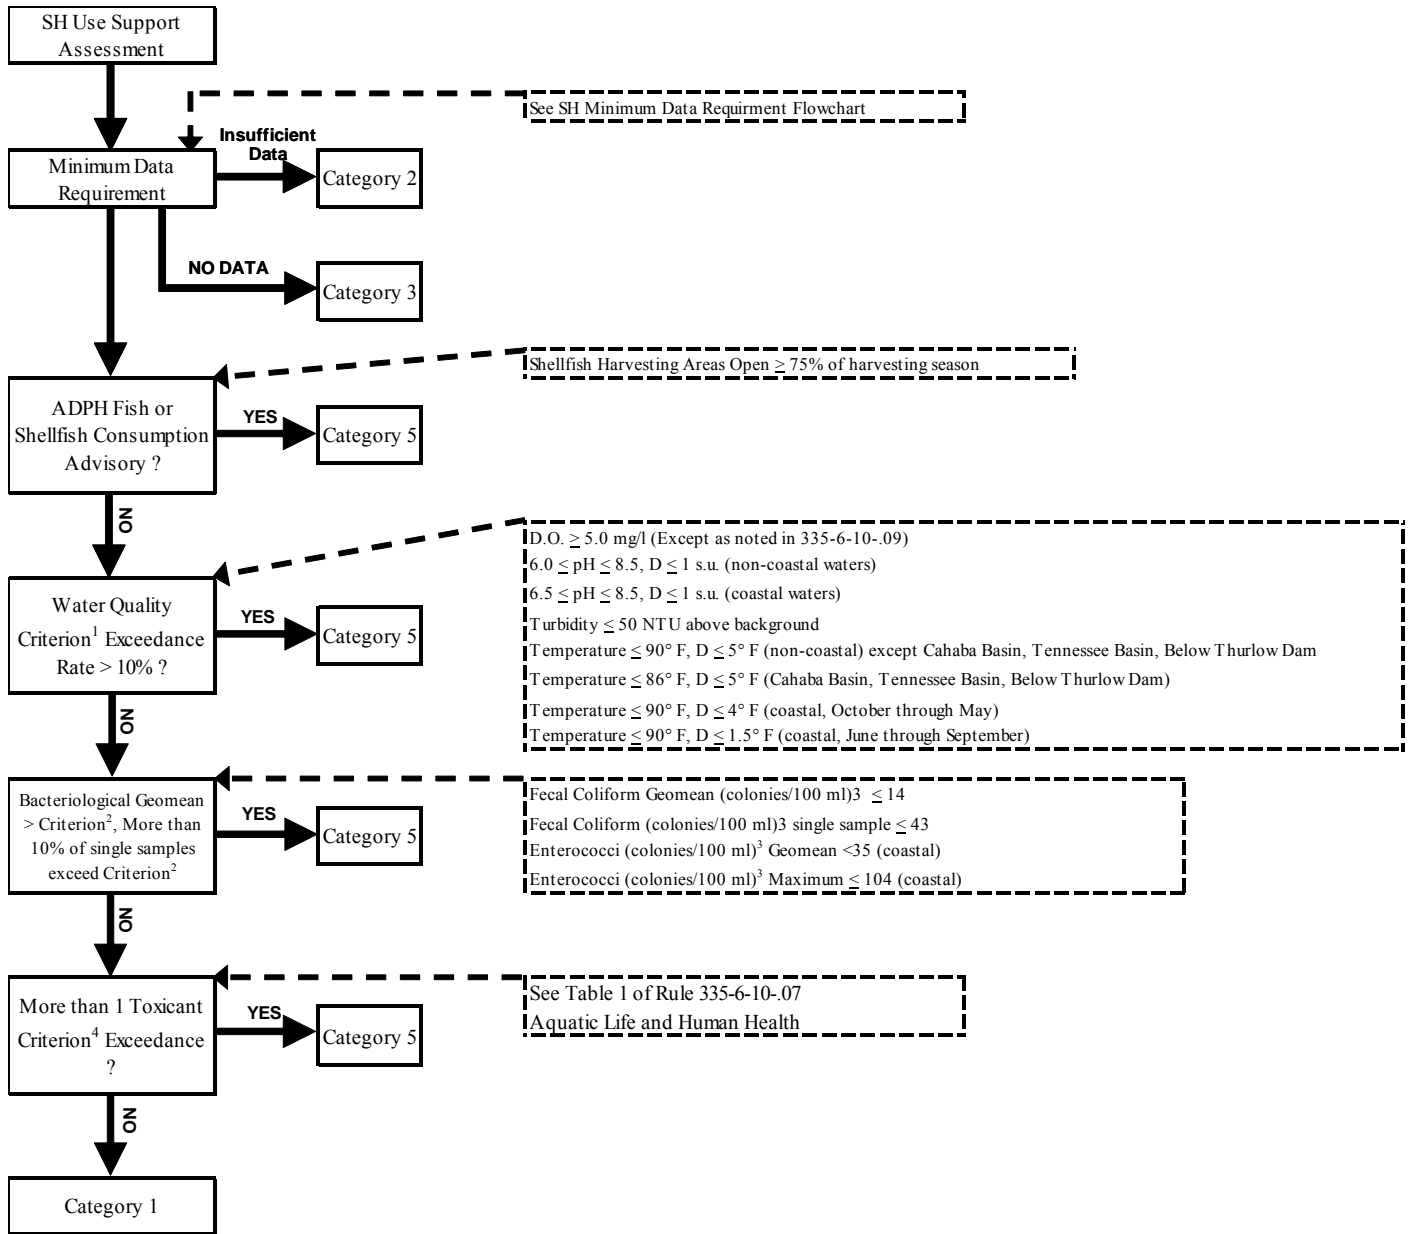 SH Use Support
Assessment
See SH Minimum Data Requirment Flowchart
Insufficient
Data
Minimum Data
Requirement
Category 2
NO DATA
Category 3
Shellfish Harvesting Areas Open ≥ 75% of harvesting season
ADPH Fish or
Shellfish Consumption
Advisory ?
YES
Category 5
NO
D.O. ≥ 5.0 mg/l (Except as noted in 335-6-10-.09)
6.0 ≤ pH ≤ 8.5, D ≤ 1 s.u. (non-coastal waters)
6.5 ≤ pH ≤ 8.5, D ≤ 1 s.u. (coastal waters)
Turbidity ≤ 50 NTU above background
Temperature ≤ 90° F, D ≤ 5° F (non-coastal) except Cahaba Basin, Tennessee Basin, Below Thurlow Dam
Temperature ≤ 86° F, D ≤ 5° F (Cahaba Basin, Tennessee Basin, Below Thurlow Dam)
Temperature ≤ 90° F, D ≤ 4° F (coastal, October through May)
Temperature ≤ 90° F, D ≤ 1.5° F (coastal, June through September)
Water Quality
Criterion¹ Exceedance
Rate > 10% ?
YES
Category 5
NO
Fecal Coliform Geomean (colonies/100 ml)3 ≤ 14
Fecal Coliform (colonies/100 ml)3 single sample ≤ 43
Enterococci (colonies/100 ml)³ Geomean <35 (coastal)
Enterococci (colonies/100 ml)³ Maximum ≤ 104 (coastal)
Bacteriological Geomean
> Criterion², More than
10% of single samples
exceed Criterion²
YES
Category 5
NO
See Table 1 of Rule 335-6-10-.07
Aquatic Life and Human Health
More than 1 Toxicant
Criterion⁴ Exceedance
?
YES
Category 5
NO
Category 1